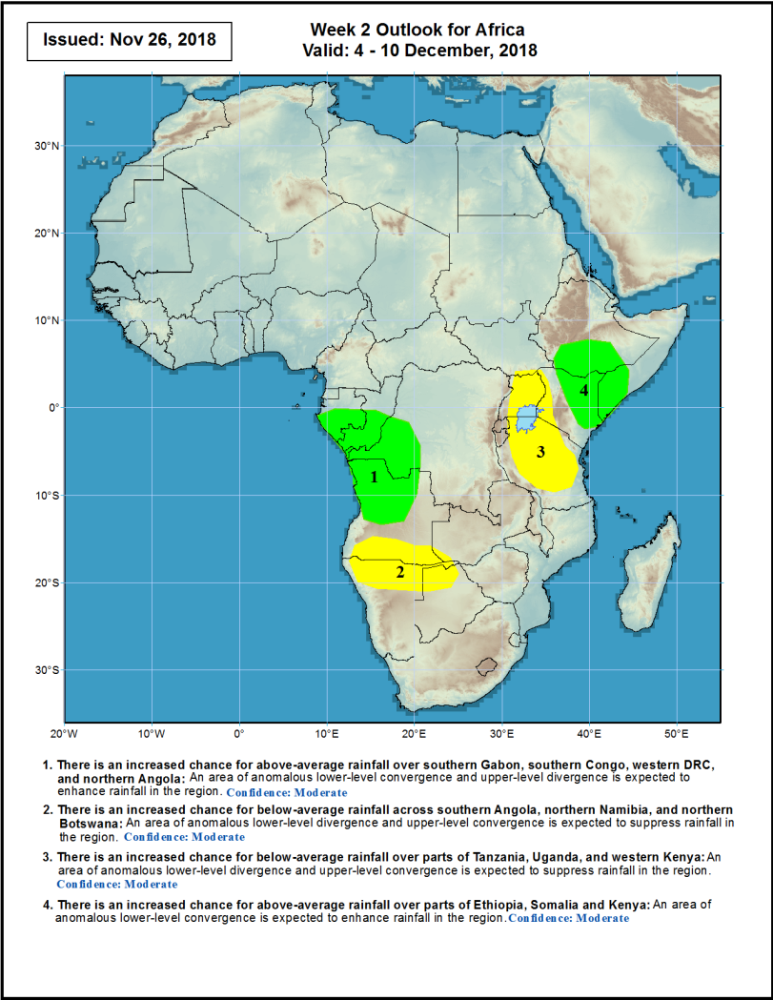 Issued: Nov 26, 2018
Week 2 Outlook for Africa
Valid: 4 - 10 December, 2018
30°N
20°N
10°N
0°
10°S
20°S
30°S
1
2
3
4
20°W
10°W
0°
10°E
20°E
30°E
40°E
50°E
1. There is an increased chance for above-average rainfall over southern Gabon, southern Congo, western DRC,
and northern Angola: An area of anomalous lower-level convergence and upper-level divergence is expected to
enhance rainfall in the region. Confidence: Moderate
2. There is an increased chance for below-average rainfall across southern Angola, northern Namibia, and northern
Botswana: An area of anomalous lower-level divergence and upper-level convergence is expected to suppress rainfall in
the region. Confidence: Moderate
3. There is an increased chance for below-average rainfall over parts of Tanzania, Uganda, and western Kenya: An
area of anomalous lower-level divergence and upper-level convergence is expected to suppress rainfall in the region.
Confidence: Moderate
4. There is an increased chance for above-average rainfall over parts of Ethiopia, Somalia and Kenya: An area of
anomalous lower-level convergence is expected to enhance rainfall in the region. Confidence: Moderate